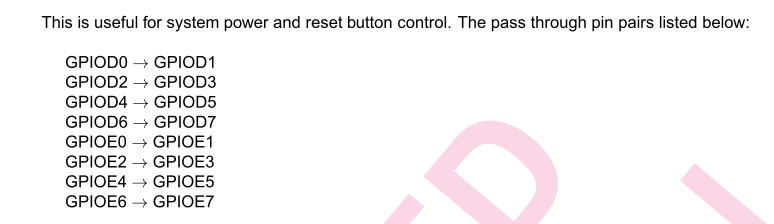 This is useful for system power and reset button control. The pass through pin pairs listed below:
GPIOD0 → GPIOD1
GPIOD2 → GPIOD3
GPIOD4 → GPIOD5
GPIOD6 → GPIOD7
GPIOE0 → GPIOE1
GPIOE2 → GPIOE3
GPIOE4 → GPIOE5
GPIOE6 → GPIOE7